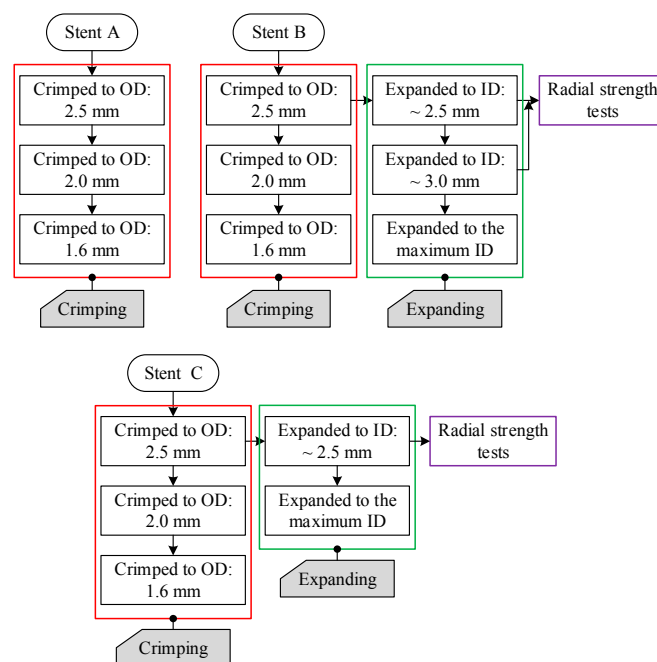 Stent A
Crimped to OD:
2.5 mm
Crimped to OD:
2.0 mm
Crimped to OD:
1.6 mm
Crimping
Stent B
Crimped to OD:
2.5 mm
Crimped to OD:
2.0 mm
Crimped to OD:
1.6 mm
Crimping
Expanded to ID:
~ 2.5 mm
Expanded to ID:
~ 3.0 mm
Expanded to the
maximum ID
Expanding
Radial strength
tests
Stent C
Crimped to OD:
2.5 mm
Crimped to OD:
2.0 mm
Crimped to OD:
1.6 mm
Crimping
Expanded to ID:
~ 2.5 mm
Expanded to the
maximum ID
Expanding
Radial strength
tests